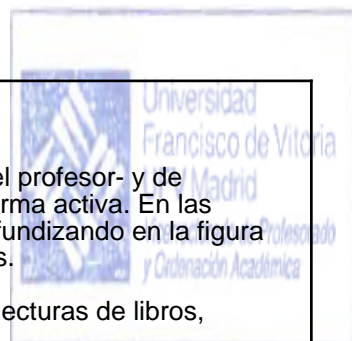 Universidad
Francisco de Vitoria
UFV Madrid
el profesor- y de
rma activa. En las
fundizando en la figura
s.
y Ordenación Académica
ecturas de libros,